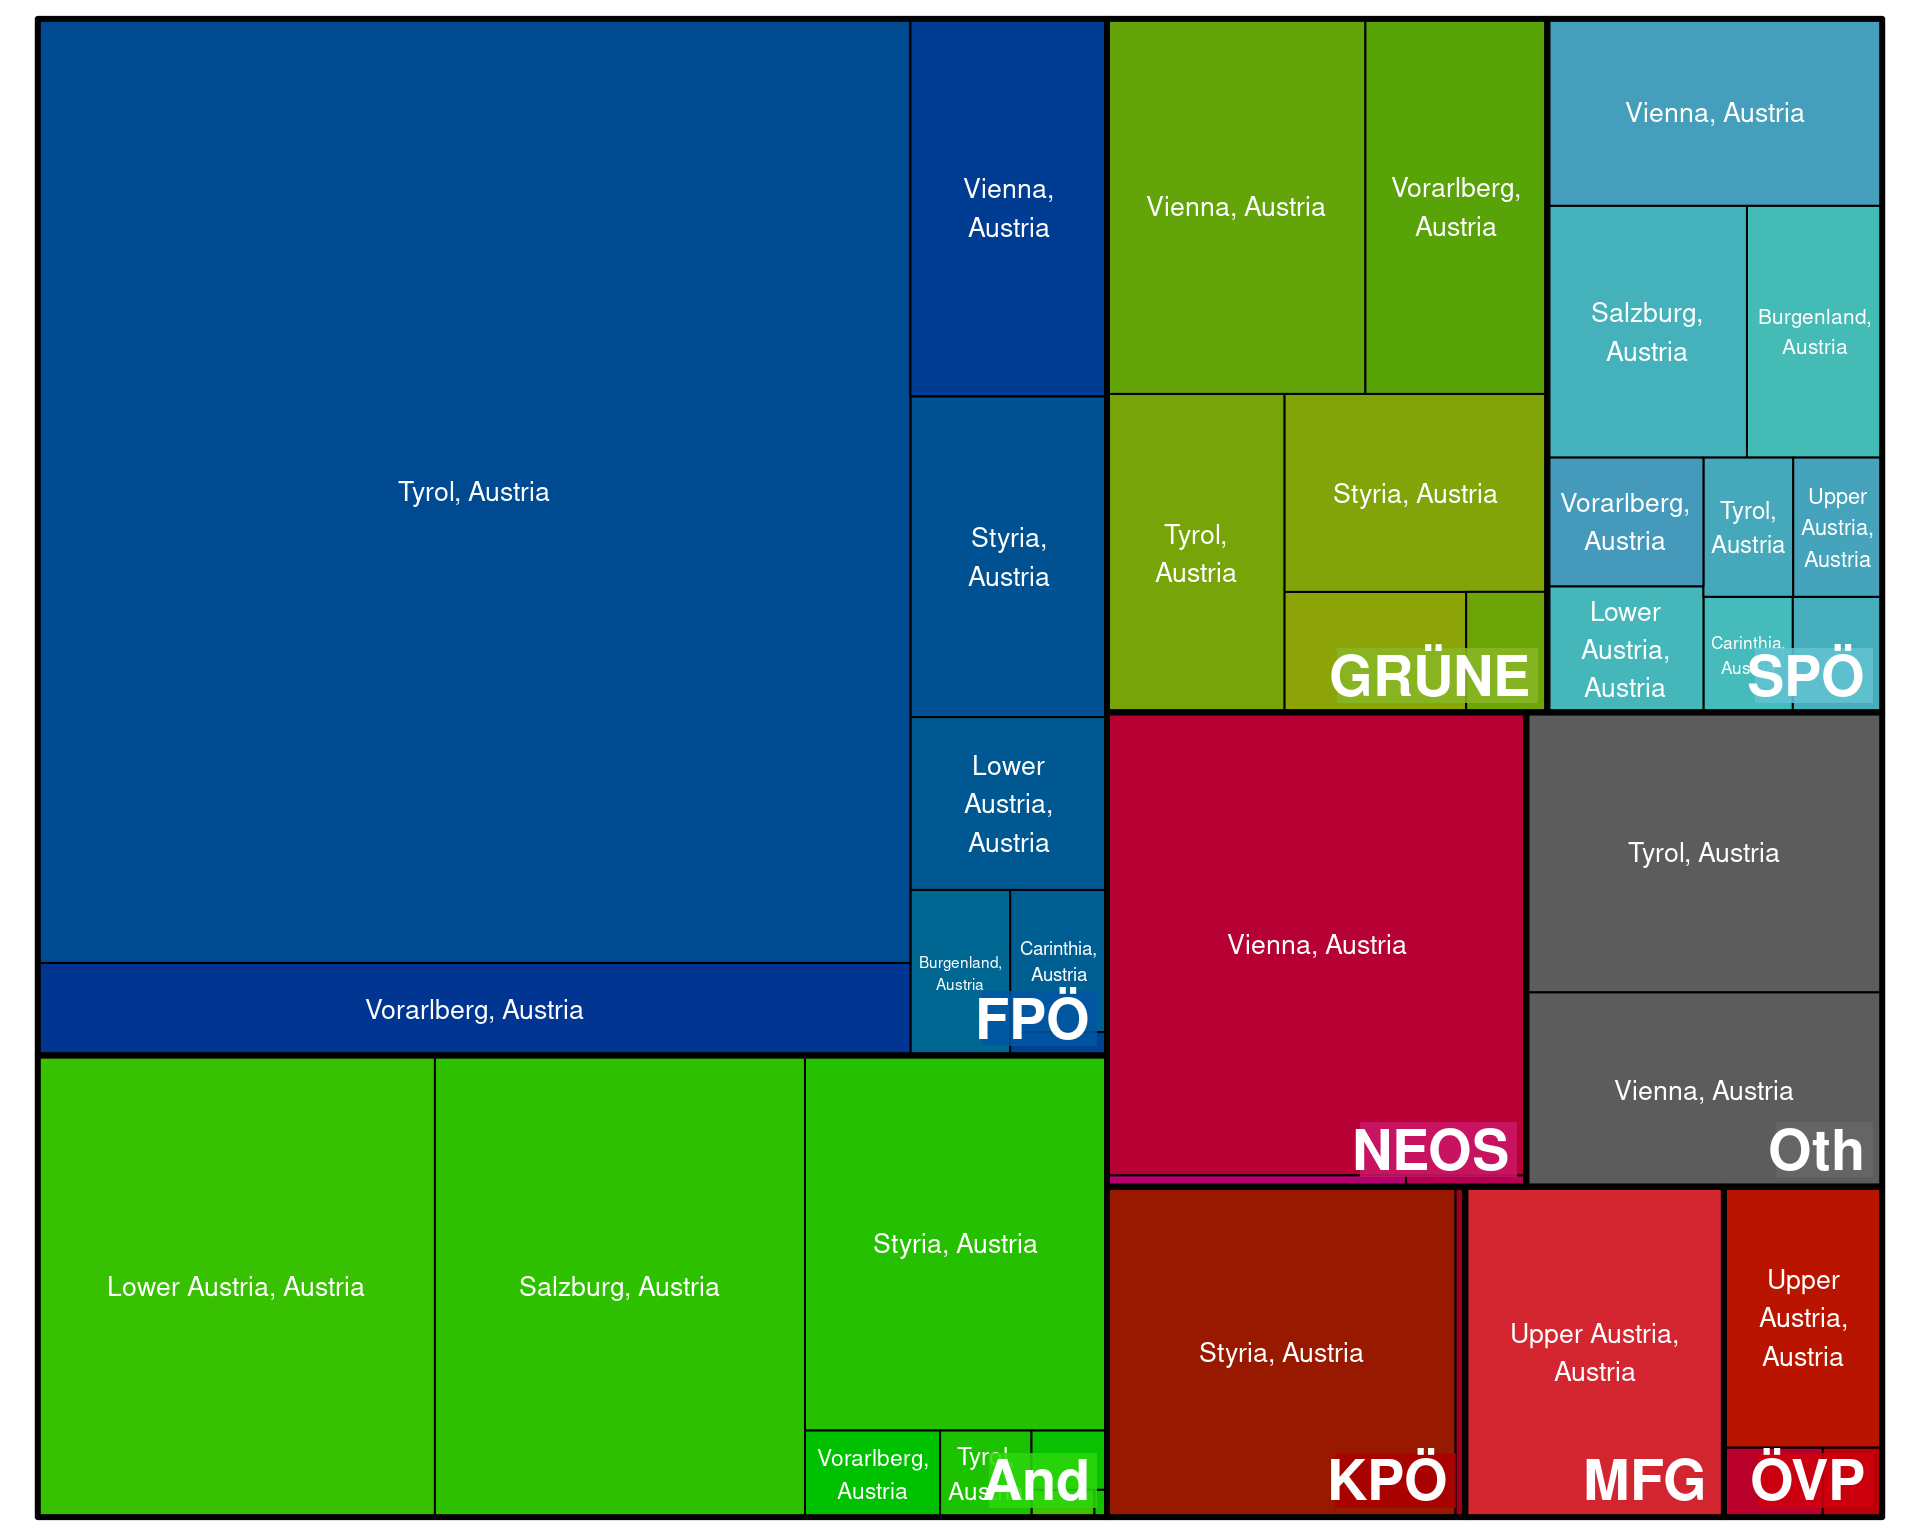 Tyrol, Austria
Vienna,
Austria
Styria,
Austria
Lower
Austria,
Austria
Burgenland,
Austria
Carinthia,
Austria
Vorarlberg, Austria
FPÖ
Lower Austria, Austria
Salzburg, Austria
Styria, Austria
Vorarlberg,
Austria
Tyrol
And
Vienna, Austria
Vorarlberg,
Austria
Tyrol,
Austria
Styria, Austria
GRÜNE
Vienna, Austria
Salzburg,
Austria
Burgenland,
Austria
Vorarlberg,
Austria
Tyrol,
Austria
Upper
Austria,
Austria
Lower
Austria,
Austria
Carinthia,
SPÖ
Vienna, Austria
NEOS
Tyrol, Austria
Vienna, Austria
Oth
Styria, Austria
KPÖ
Upper Austria,
Austria
MFG
Upper
Austria,
Austria
ÖVP